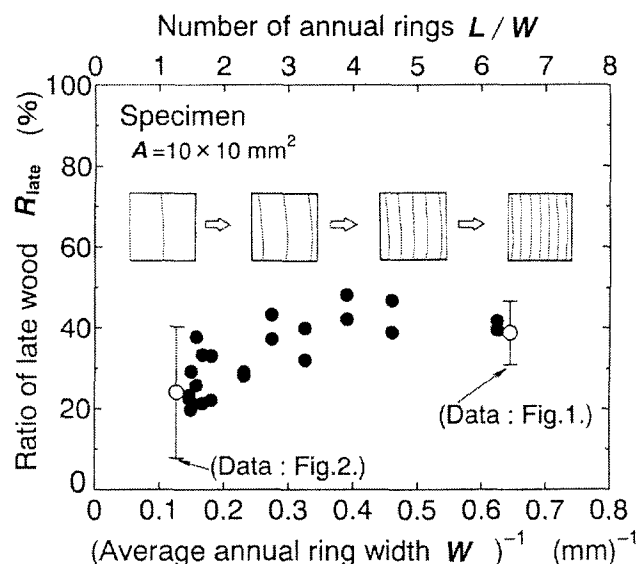 Number of annual rings L/W
0 1 2 3 4 5 6 7 8
Ratio of late wood R_late (%)
100
80
60
40
20
0
Specimen
A=10×10 mm²
(Data : Fig.1.)
(Data : Fig.2.)
0 0.1 0.2 0.3 0.4 0.5 0.6 0.7 0.8
(Average annual ring width W )⁻¹ (mm)⁻¹